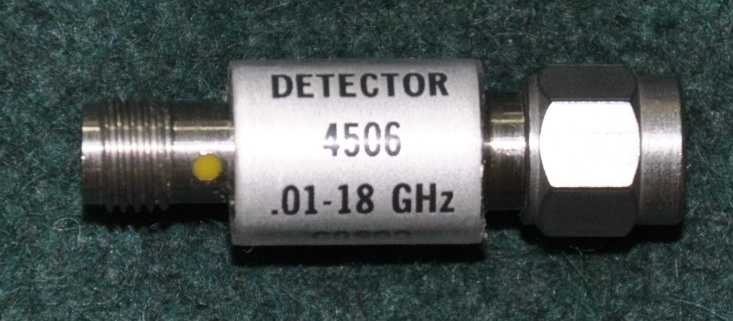 DETECTOR
4506
.01-18 GHz